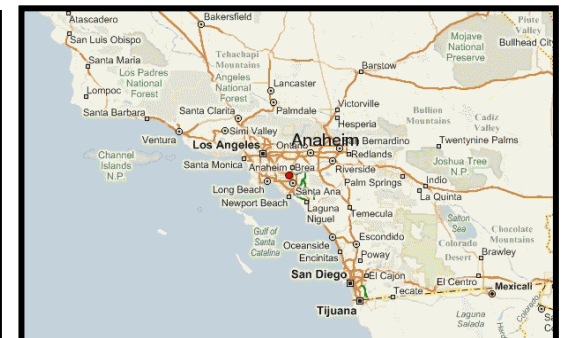 Atascadero
Bakersfield
Piute
Valley
San Luis Obispo
Mojave
National
Preserve
Bullhead City
Tehachapi
Mountains
Santa Maria
Los Padres
National
Forest
Angeles
National
Forest
Barstow
Lompoc
Lancaster
Santa Barbara
Santa Clarita
Palmdale
Victorville
Hesperia
Bullion
Mountains
Cadiz
Valley
Ventura
Simi Valley
Anaheim
Los Angeles
Ontario
Bernardino
Redlands
Twentynine Palms
Channel
Islands
N.P.
Santa Monica
Anaheim
Brea
Riverside
Palm Springs
Joshua Tree
N.P.
Indio
La Quinta
Long Beach
Santa Ana
Newport Beach
Laguna
Niguel
Temecula
Salton
Sea
Chocolate
Mountains
Gulf of
Santa
Catalina
Oceanside
Escondido
Colorado
Desert
Brawley
Encinitas
Poway
San Diego
El Cajon
El Centro
Mexicali
Tecate
Tijuana
Laguna
Salada
Colorado